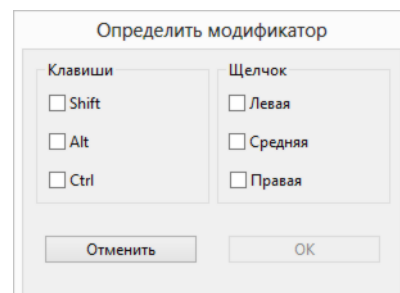 Определить модификатор
Клавиши
Щелчок
Shift
Левая
Alt
Средняя
Ctrl
Правая
Отменить
OK